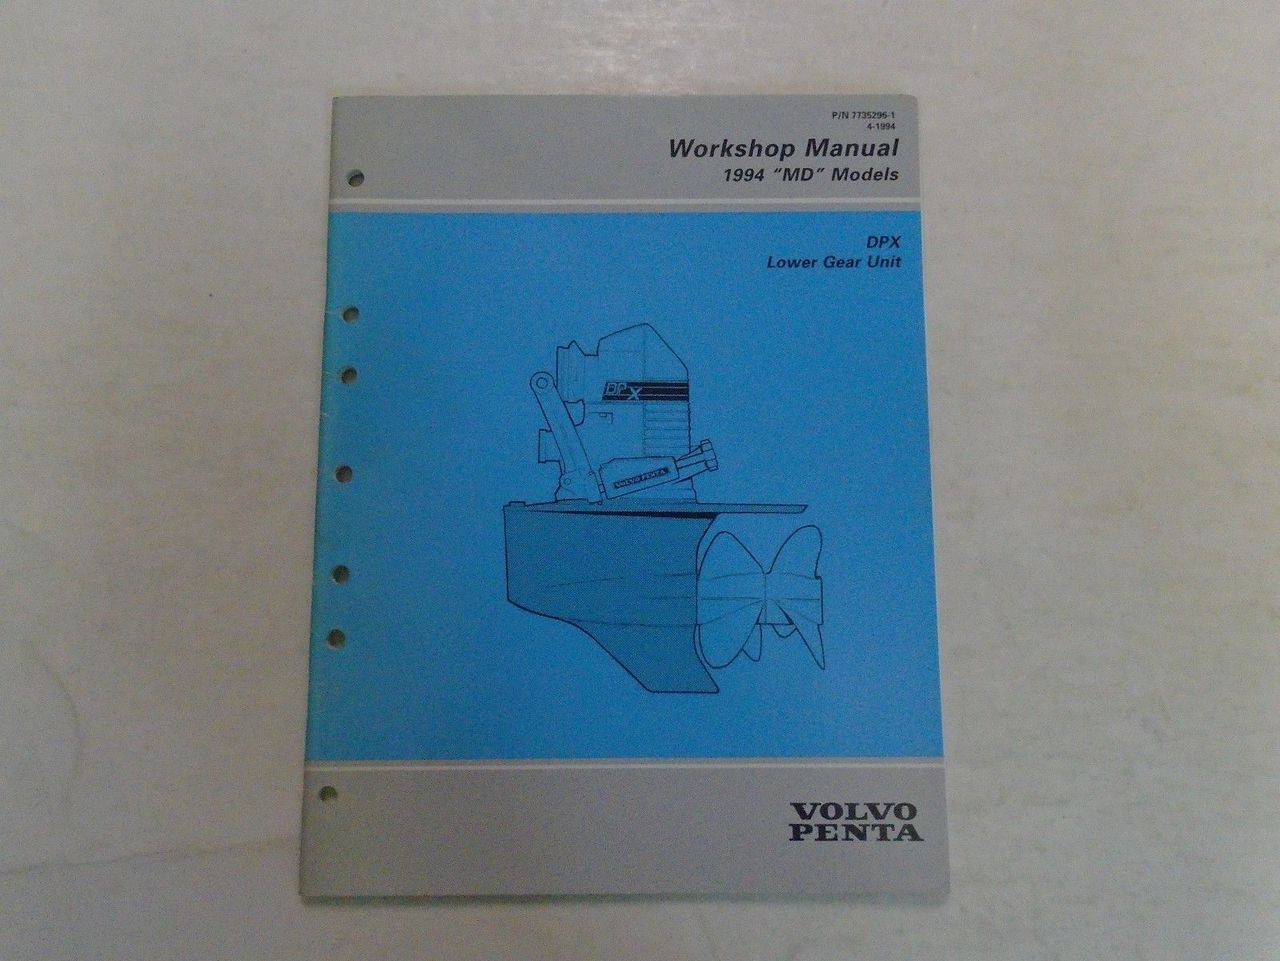 P/N 7735296-1
4-1994
Workshop Manual
1994 "MD" Models
DPX
Lower Gear Unit
DPX
VOLVO PENTA
VOLVO
PENTA